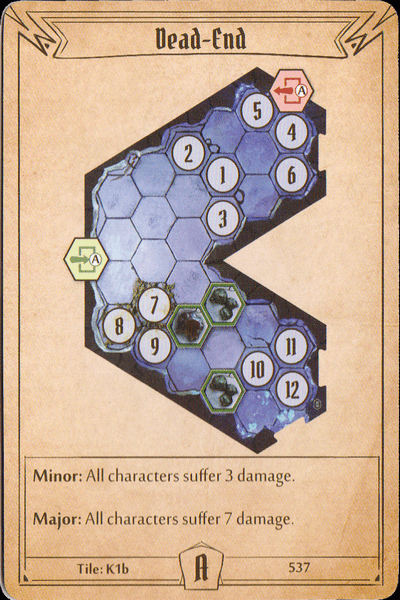 Dead-End
A
5
4
2
1
6
3
A
7
8
9
11
10
12
Minor: All characters suffer 3 damage.
Major: All characters suffer 7 damage.
Tile: K1b
A
537